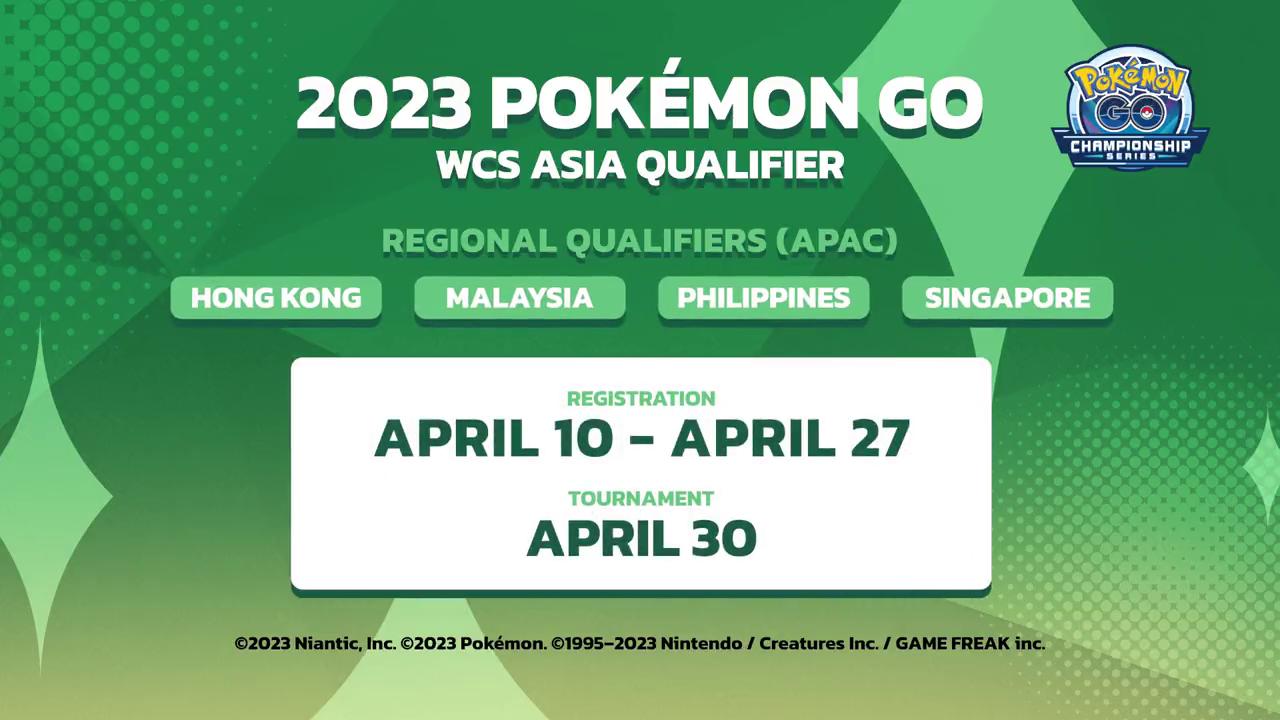 2023 POKÉMON GO
WCS ASIA QUALIFIER
POKéMON
GO
CHAMPIONSHIP
SERIES
REGIONAL QUALIFIERS (APAC)
HONG KONG
MALAYSIA
PHILIPPINES
SINGAPORE
REGISTRATION
APRIL 10 – APRIL 27
TOURNAMENT
APRIL 30
©2023 Niantic, Inc. ©2023 Pokémon. ©1995–2023 Nintendo / Creatures Inc. / GAME FREAK inc.